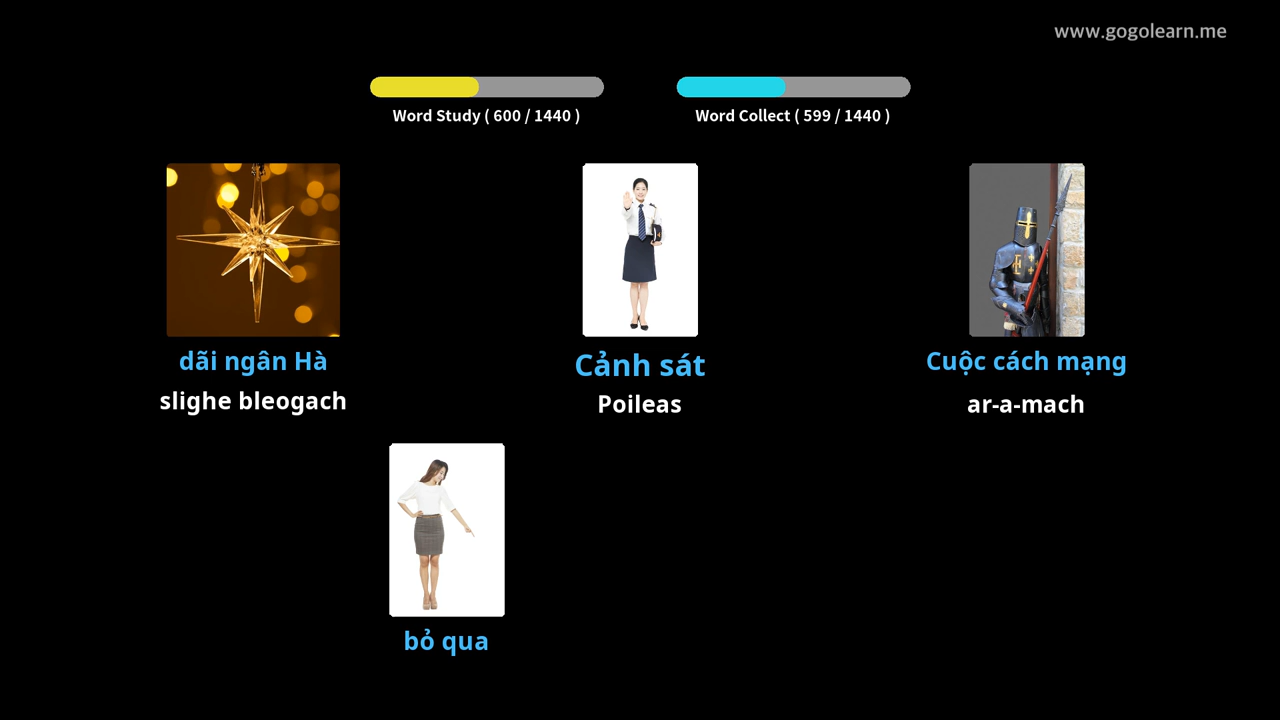 www.gogolearn.me
Word Study ( 600 / 1440 )
Word Collect ( 599 / 1440 )
dãi ngân Hà
slighe bleogach
Cảnh sát
Poileas
Cuộc cách mạng
ar-a-mach
bỏ qua